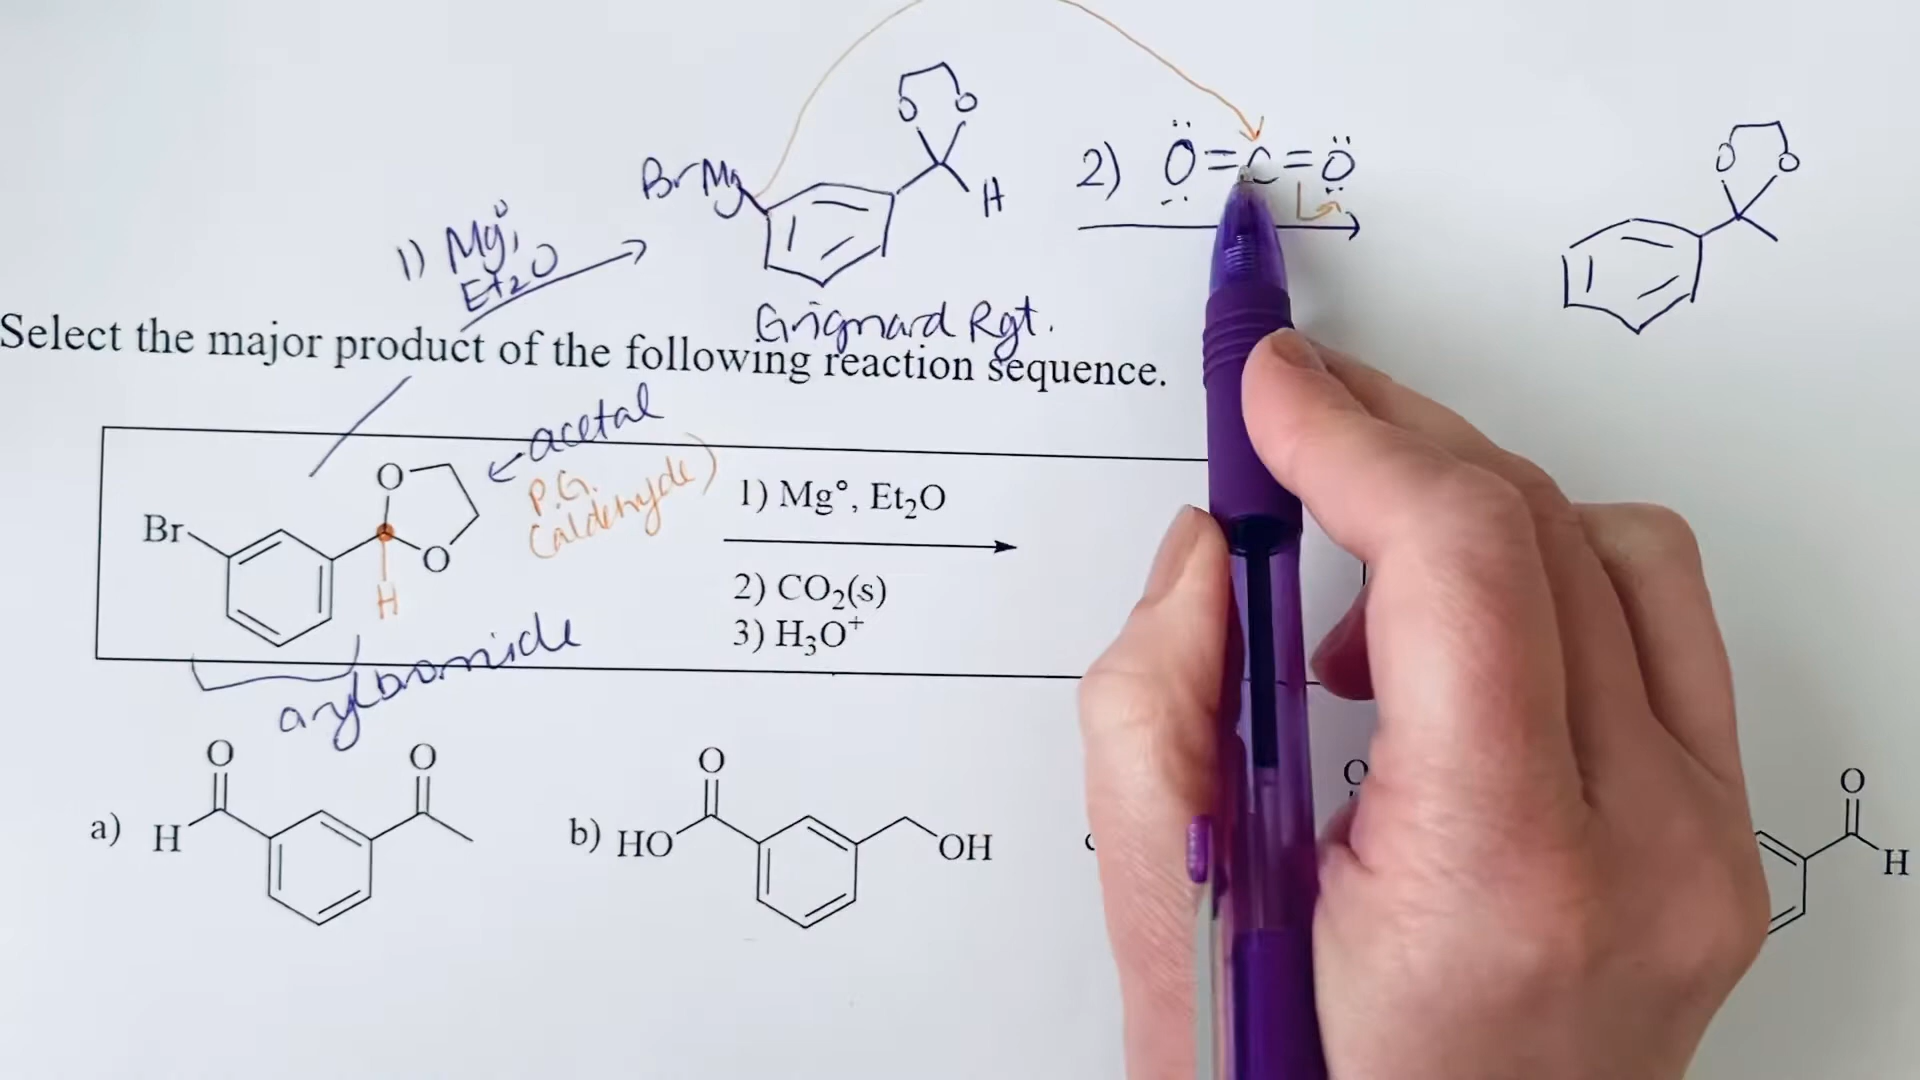 O O
BrMg H 2) O=C=O O O
1) Mg°,
Et₂O
Grignard Rgt.
Select the major product of the following reaction sequence.
acetal
P.G.
(aldehyde)
O
Br O
H
1) Mg°, Et₂O
2) CO₂(s)
3) H₃O⁺
arylbromide
a) H O O
b) HO O OH
O
O H